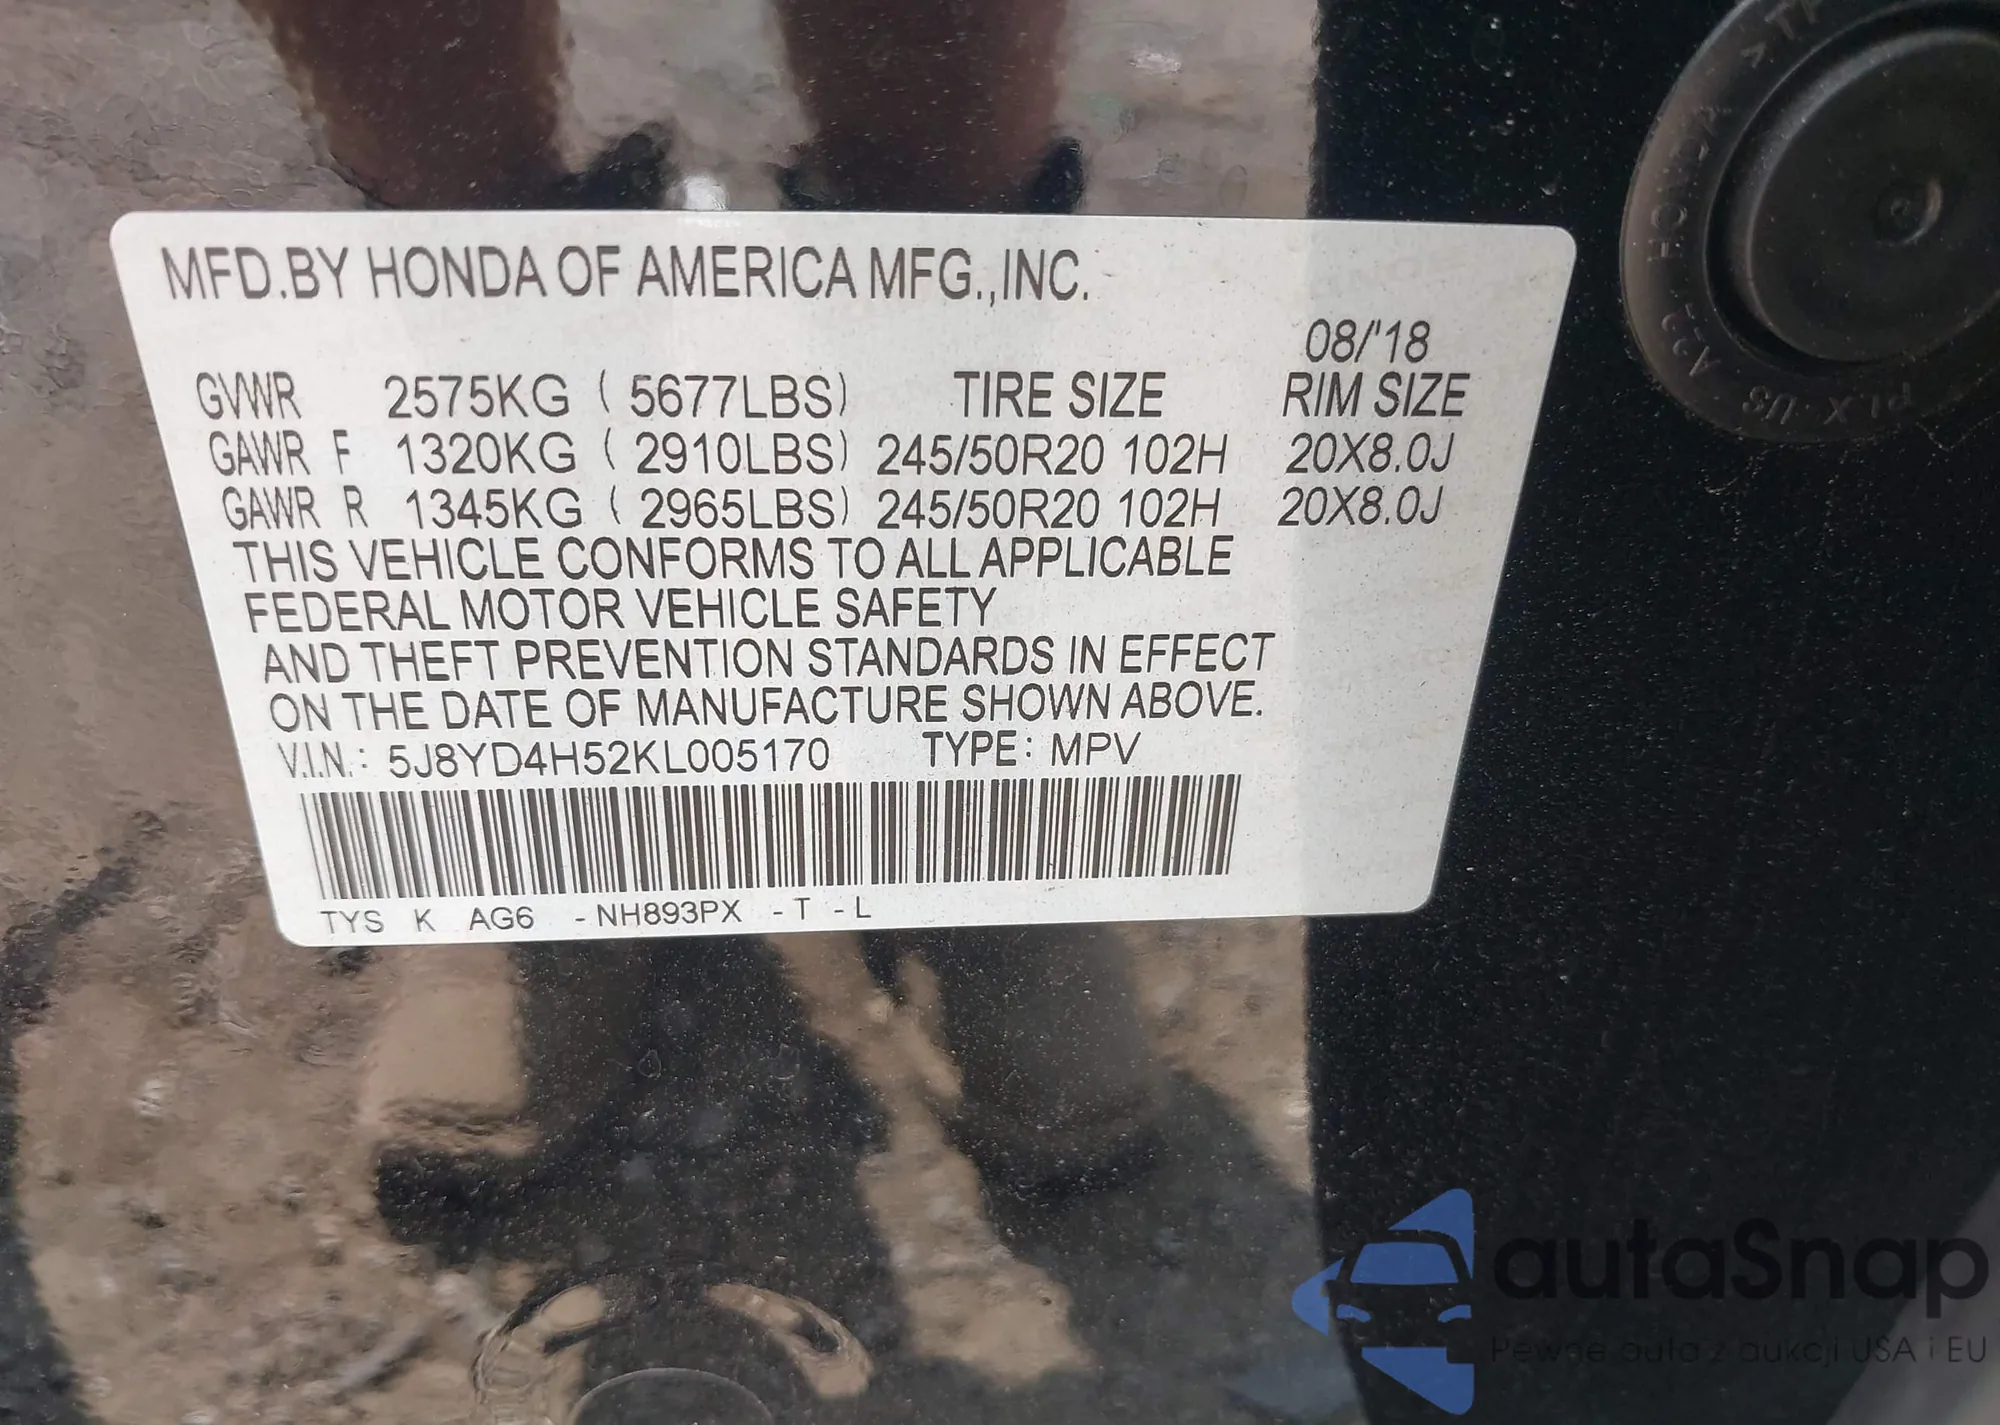 MFD.BY HONDA OF AMERICA MFG.,INC.
08/'18
GVWR 2575KG ( 5677LBS) TIRE SIZE RIM SIZE
GAWR F 1320KG ( 2910LBS) 245/50R20 102H 20X8.0J
GAWR R 1345KG ( 2965LBS) 245/50R20 102H 20X8.0J
THIS VEHICLE CONFORMS TO ALL APPLICABLE
FEDERAL MOTOR VEHICLE SAFETY
AND THEFT PREVENTION STANDARDS IN EFFECT
ON THE DATE OF MANUFACTURE SHOWN ABOVE.
V.I.N.: 5J8YD4H52KL005170 TYPE: MPV
TYS K AG6 -NH893PX -T -L
autaSnap
Pewne auta z aukcji USA i EU